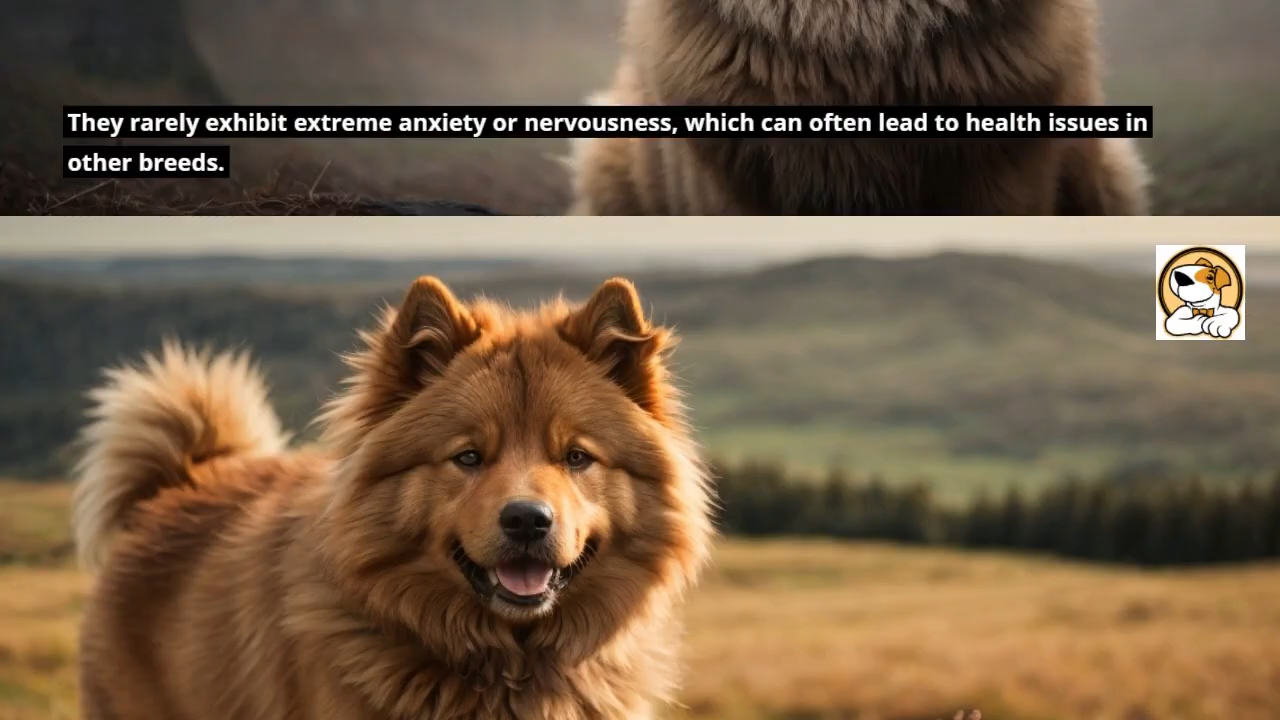 They rarely exhibit extreme anxiety or nervousness, which can often lead to health issues in
other breeds.